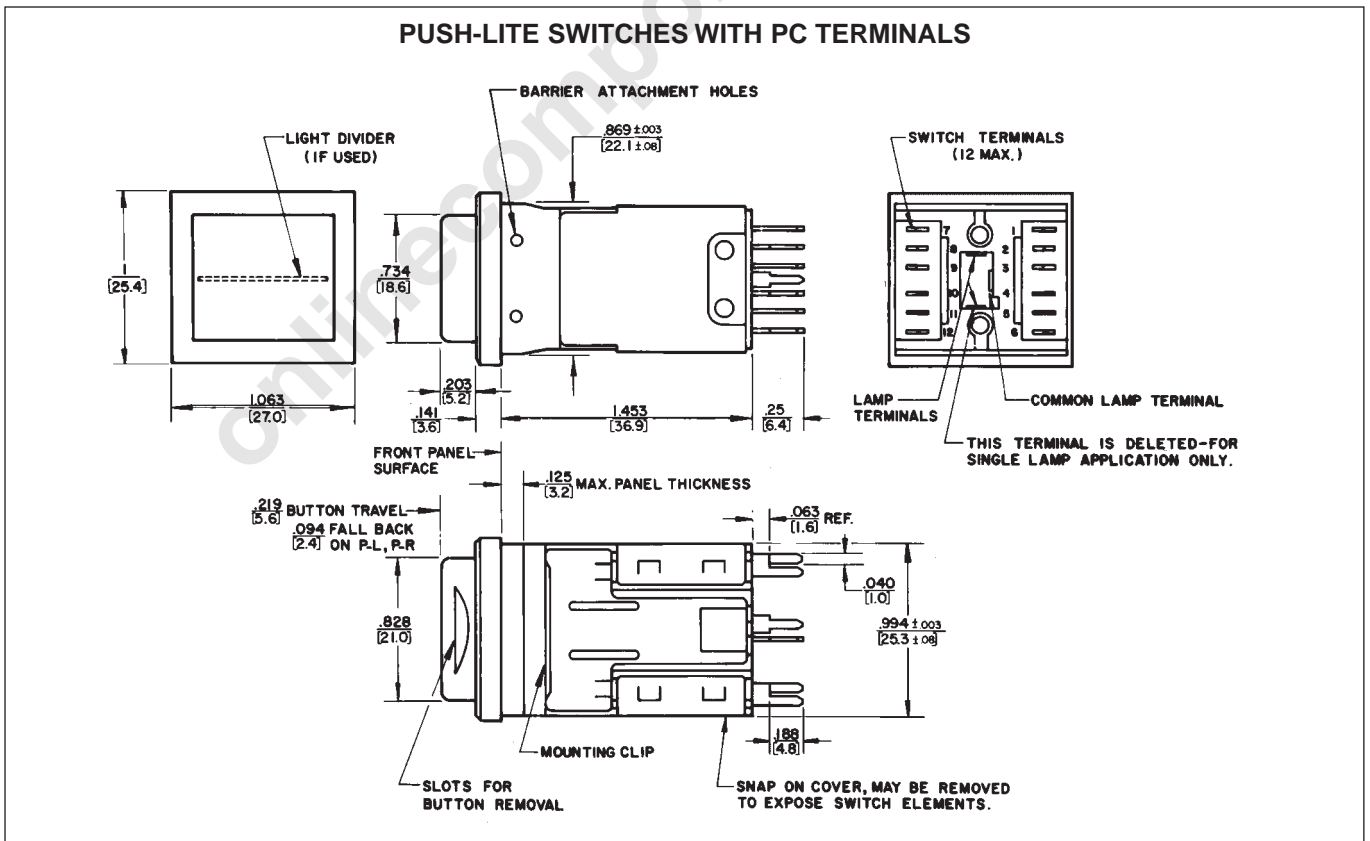 PUSH-LITE SWITCHES WITH PC TERMINALS
BARRIER ATTACHMENT HOLES
LIGHT DIVIDER
(IF USED)
.869 ±.003
[22.1 ±.08]
SWITCH TERMINALS
(12 MAX.)
1
[25.4]
.734
[18.6]
7
8
9
10
11
12
1
2
3
4
5
6
1.063
[27.0]
.203
[5.2]
.141
[3.6]
1.453
[36.9]
.25
[6.4]
LAMP
TERMINALS
COMMON LAMP TERMINAL
THIS TERMINAL IS DELETED-FOR
SINGLE LAMP APPLICATION ONLY.
FRONT PANEL
SURFACE
.125
[3.2] MAX. PANEL THICKNESS
.219
[5.6] BUTTON TRAVEL
.094 FALL BACK
[2.4] ON P-L, P-R
.063
[1.6] REF.
.040
[1.0]
.828
[21.0]
.994 ±.003
[25.3 ±.08]
.188
[4.8]
MOUNTING CLIP
SLOTS FOR
BUTTON REMOVAL
SNAP ON COVER, MAY BE REMOVED
TO EXPOSE SWITCH ELEMENTS.